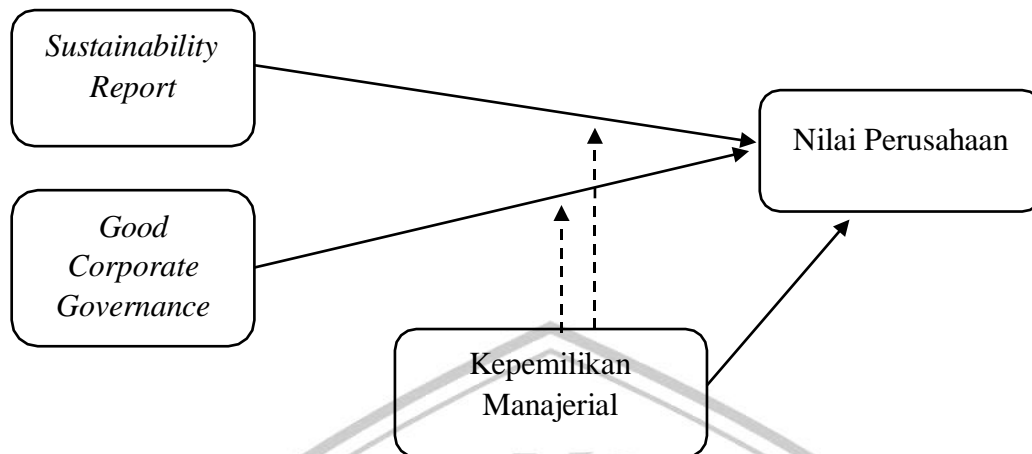 Sustainability
Report
Nilai Perusahaan
Good
Corporate
Governance
Kepemilikan
Manajerial